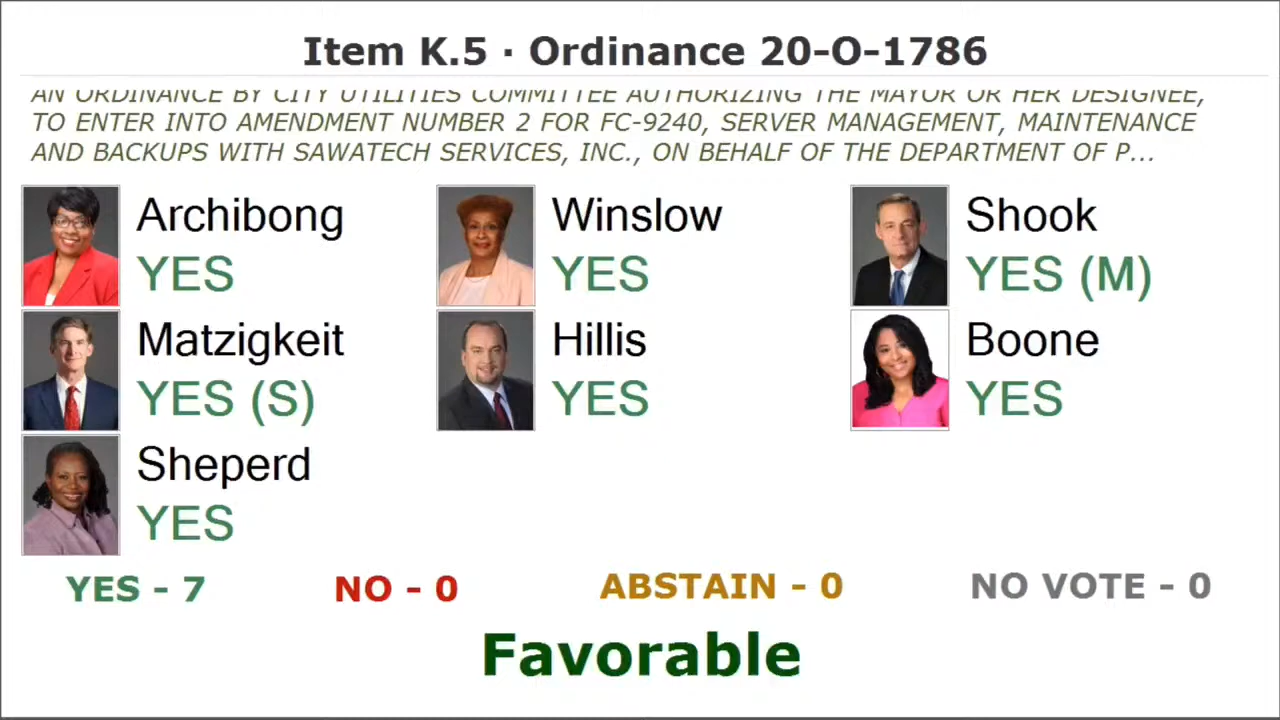 Item K.5 · Ordinance 20-O-1786
AN ORDINANCE BY CITY UTILITIES COMMITTEE AUTHORIZING THE MAYOR OR HER DESIGNEE,
TO ENTER INTO AMENDMENT NUMBER 2 FOR FC-9240, SERVER MANAGEMENT, MAINTENANCE
AND BACKUPS WITH SAWATECH SERVICES, INC., ON BEHALF OF THE DEPARTMENT OF P...
Archibong
YES
Winslow
YES
Shook
YES (M)
Matzigkeit
YES (S)
Hillis
YES
Boone
YES
Sheperd
YES
YES - 7
NO - 0
ABSTAIN - 0
NO VOTE - 0
Favorable